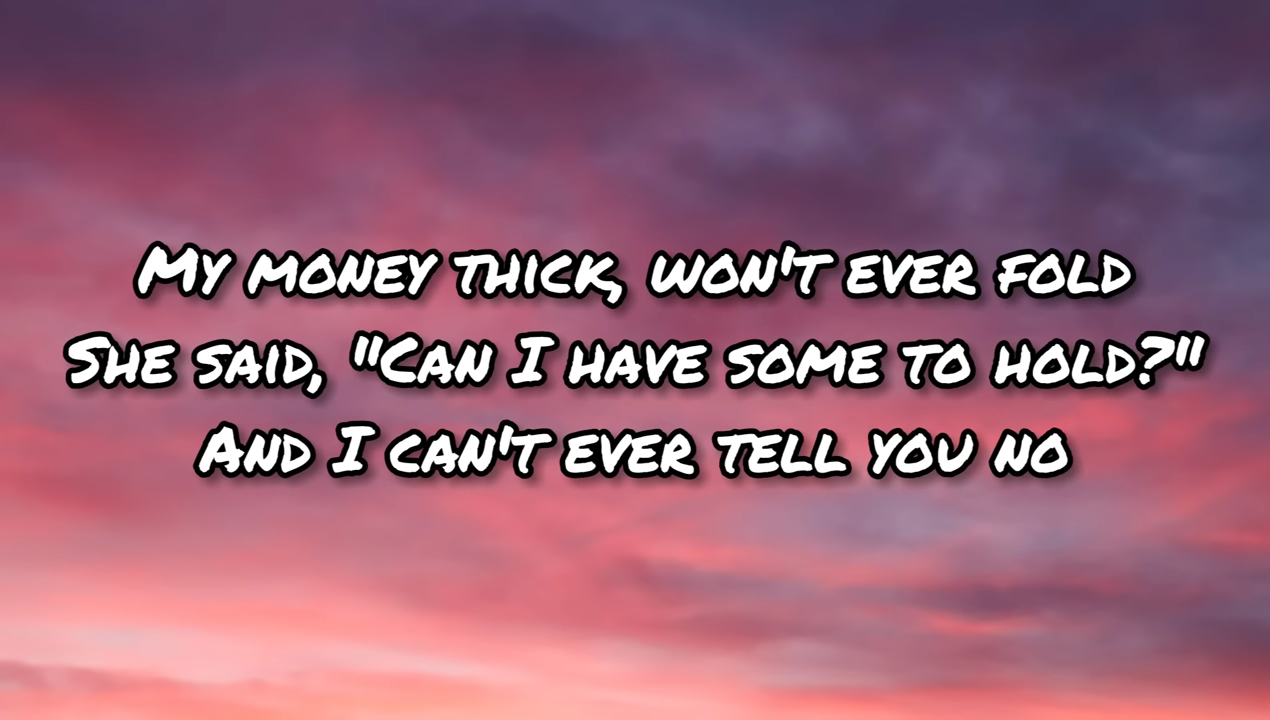 My money thick, won't ever fold
She said, "Can I have some to hold?"
And I can't ever tell you no